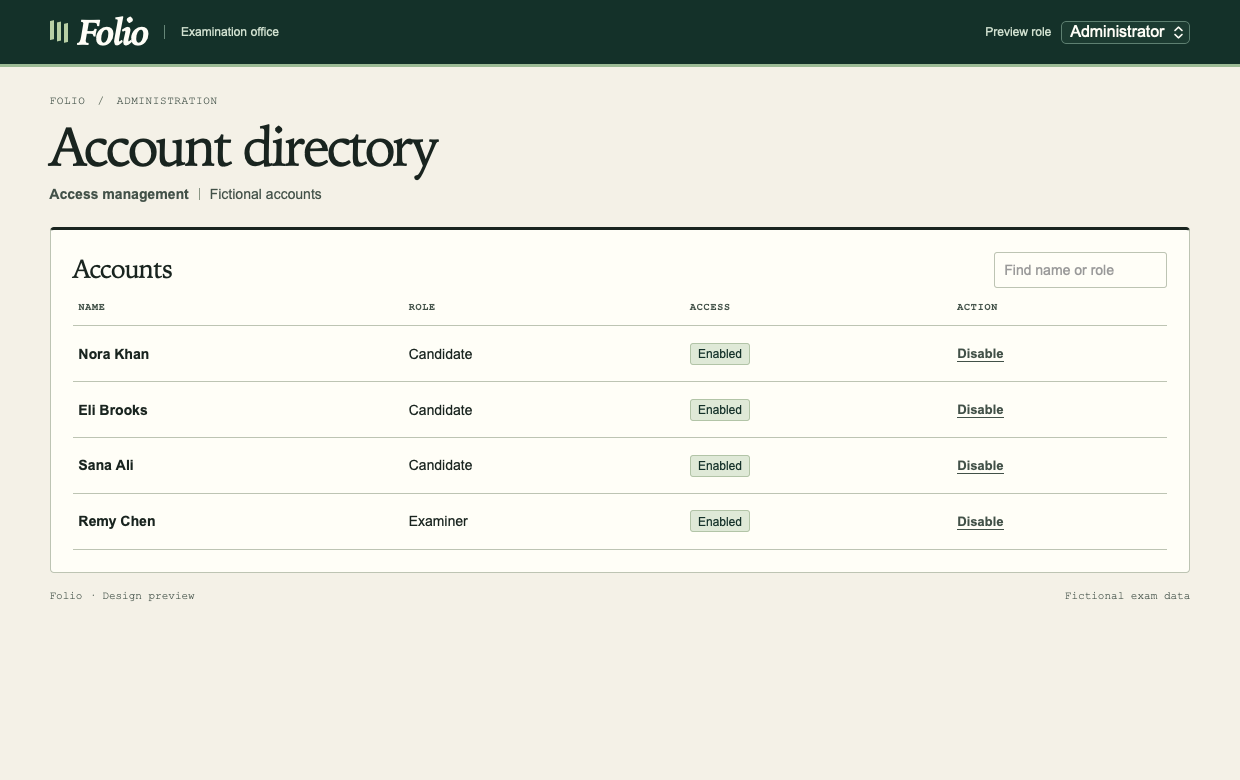 Folio | Examination office Preview role Administrator
FOLIO / ADMINISTRATION
Account directory
Access management | Fictional accounts
Accounts Find name or role
NAME ROLE ACCESS ACTION
Nora Khan Candidate Enabled Disable
Eli Brooks Candidate Enabled Disable
Sana Ali Candidate Enabled Disable
Remy Chen Examiner Enabled Disable
Folio · Design preview Fictional exam data